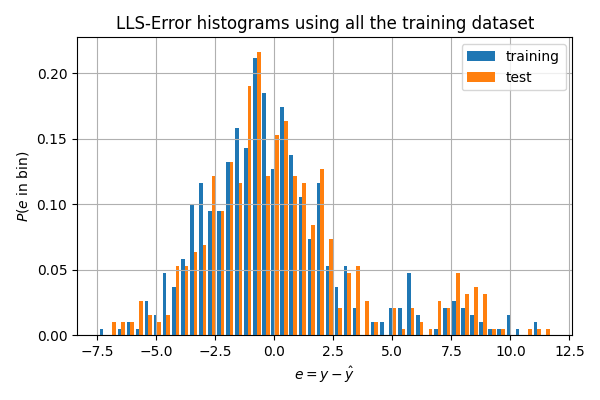 LLS-Error histograms using all the training dataset
training
test
0.20
0.15
0.10
0.05
0.00
P(e in bin)
−7.5 −5.0 −2.5 0.0 2.5 5.0 7.5 10.0 12.5
e = y − ŷ